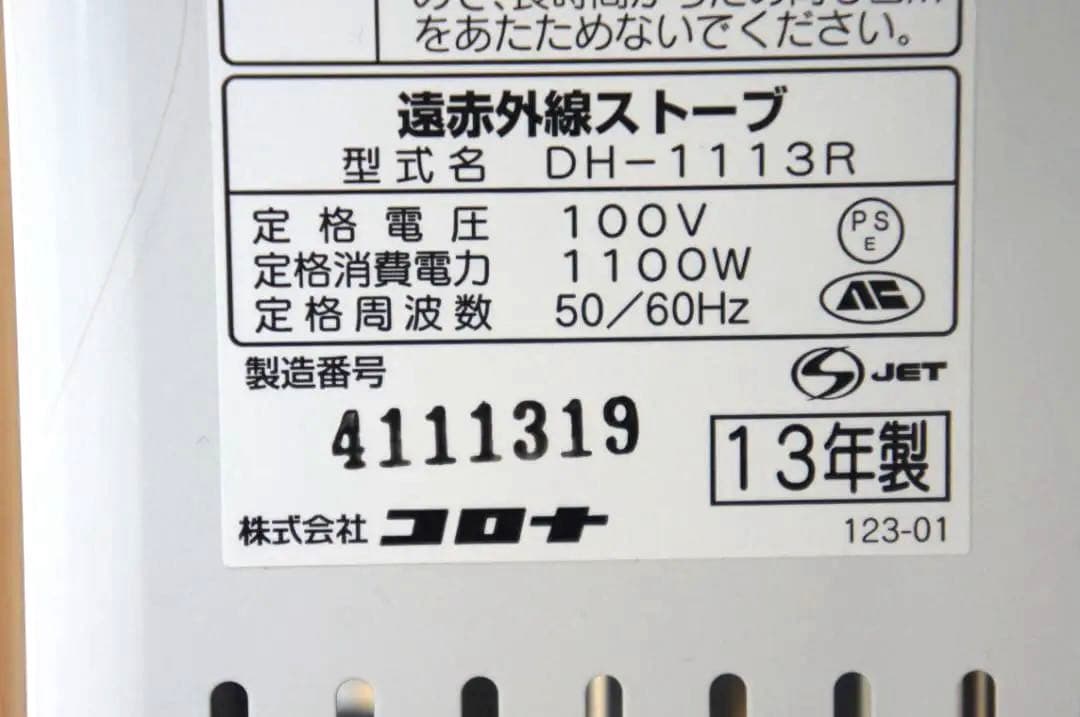 をあたためないでください。
遠赤外線ストーブ
型式名 DH-1113R
定格電圧 100V
定格消費電力 1100W
定格周波数 50/60Hz
PS
E
製造番号
JET
4111319
13年製
株式会社 コロナ
123-01